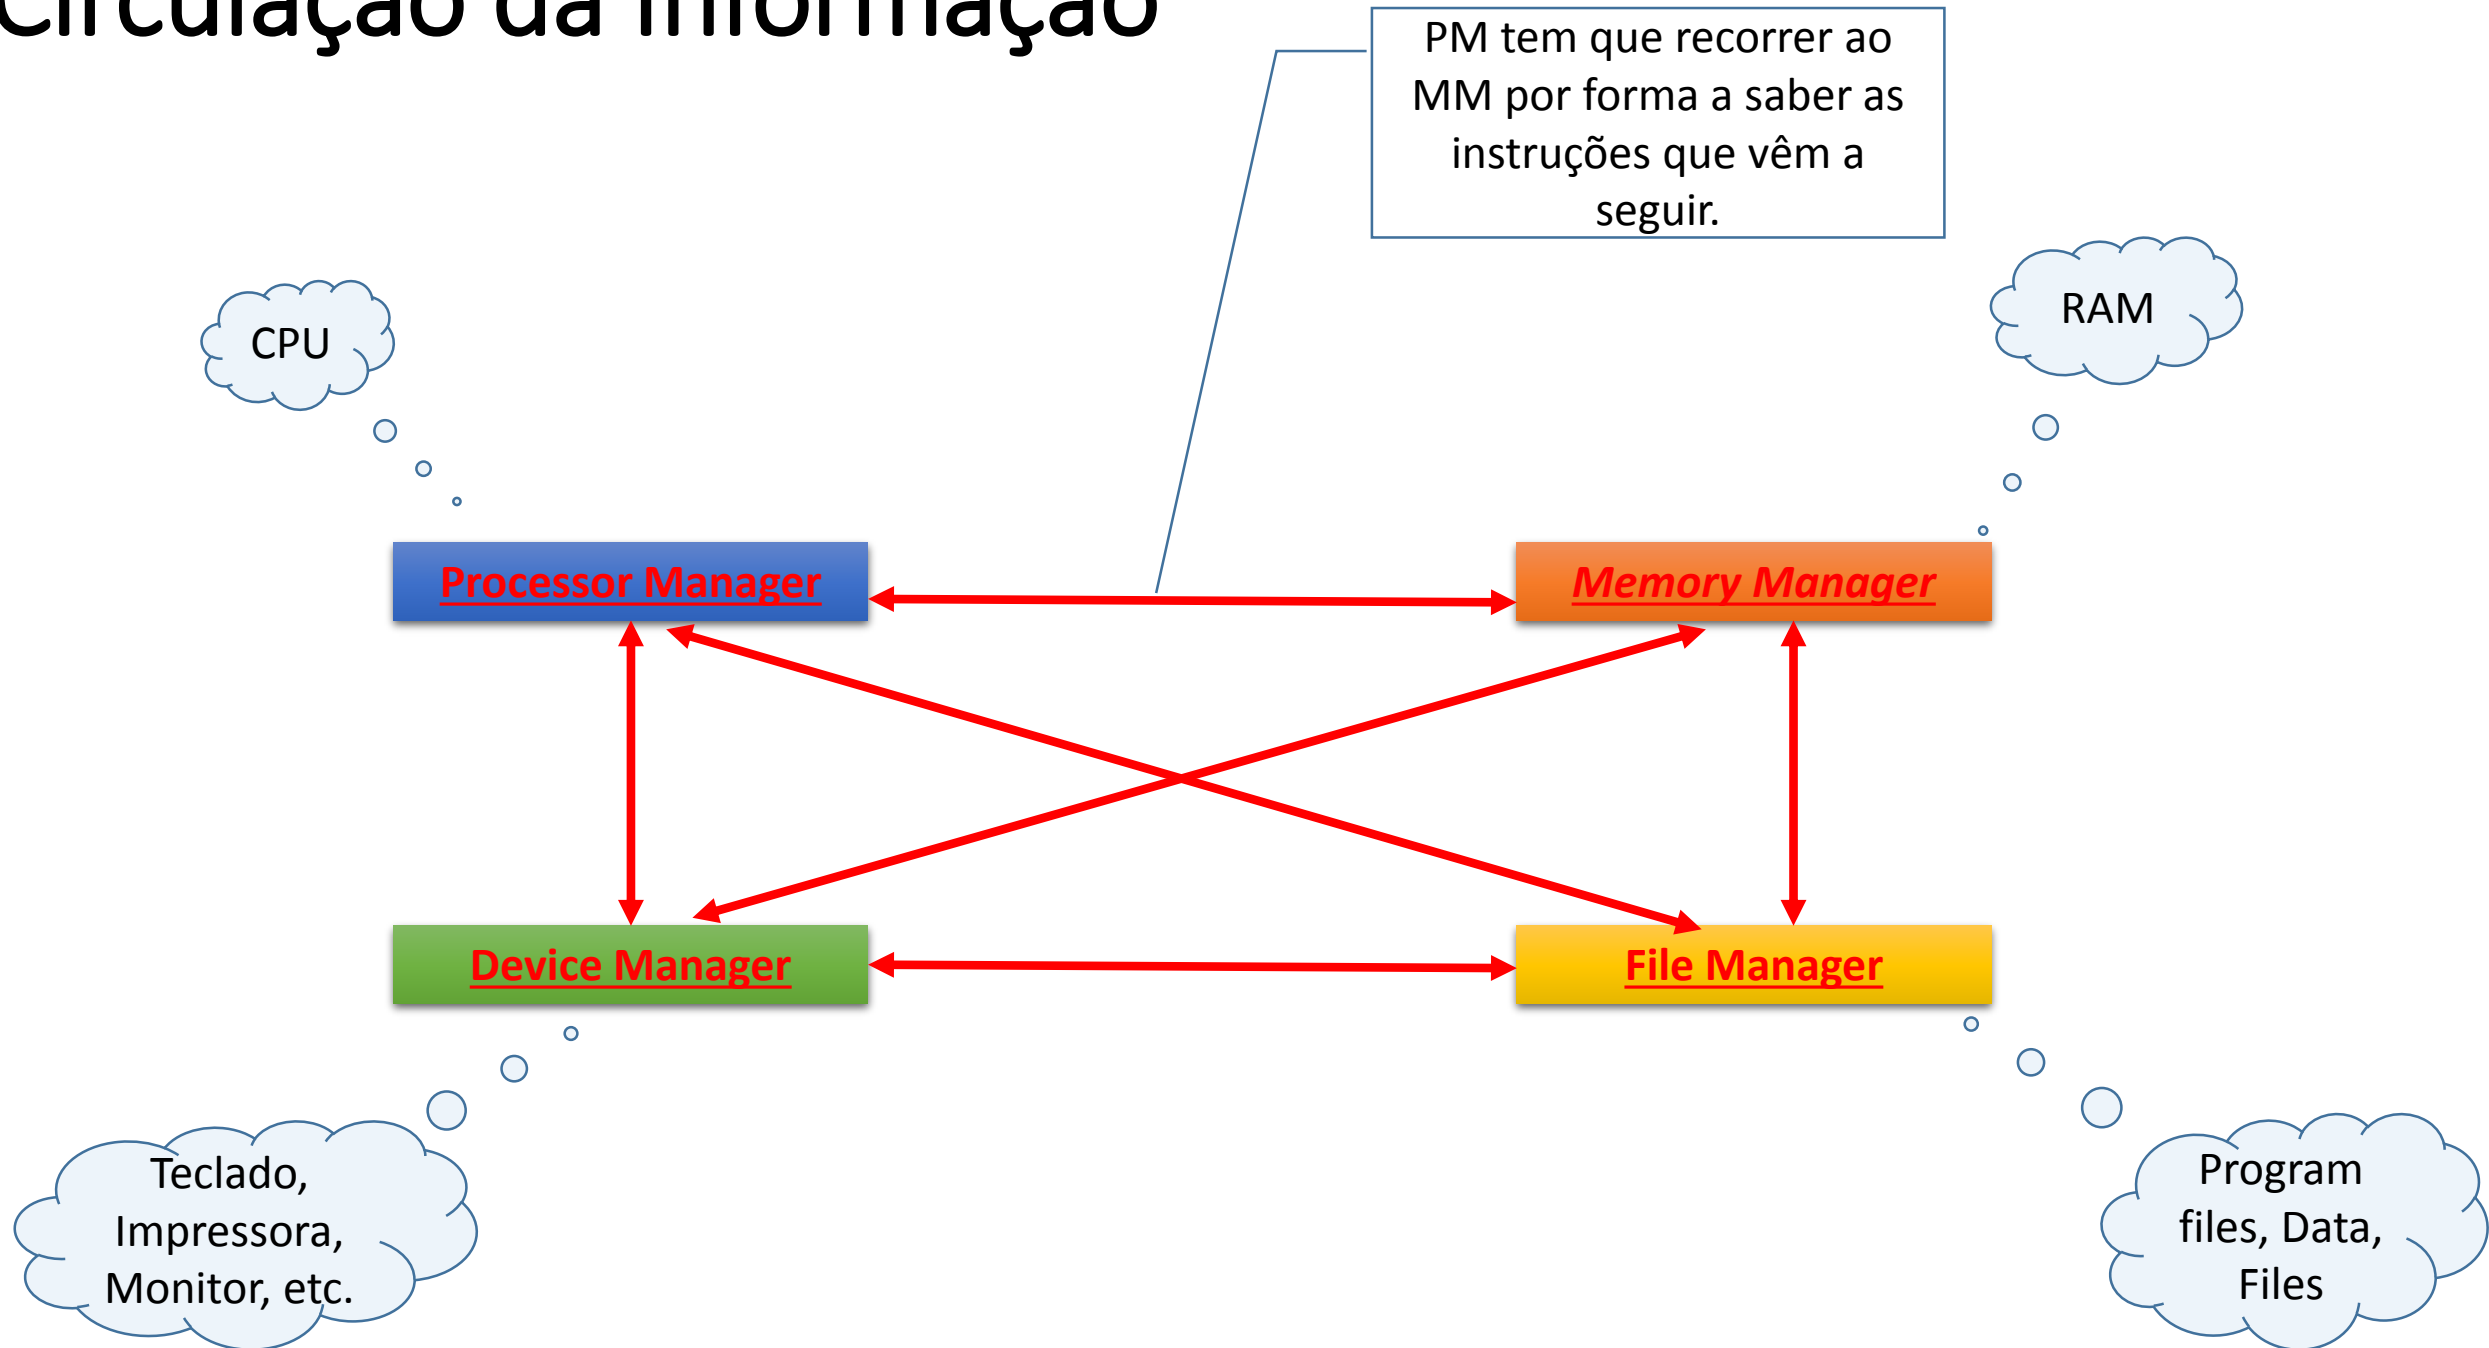 Circulação da Informação
PM tem que recorrer ao
MM por forma a saber as
instruções que vêm a
seguir.
CPU
RAM
Processor Manager
Memory Manager
Device Manager
File Manager
Teclado,
Impressora,
Monitor, etc.
Program
files, Data,
Files